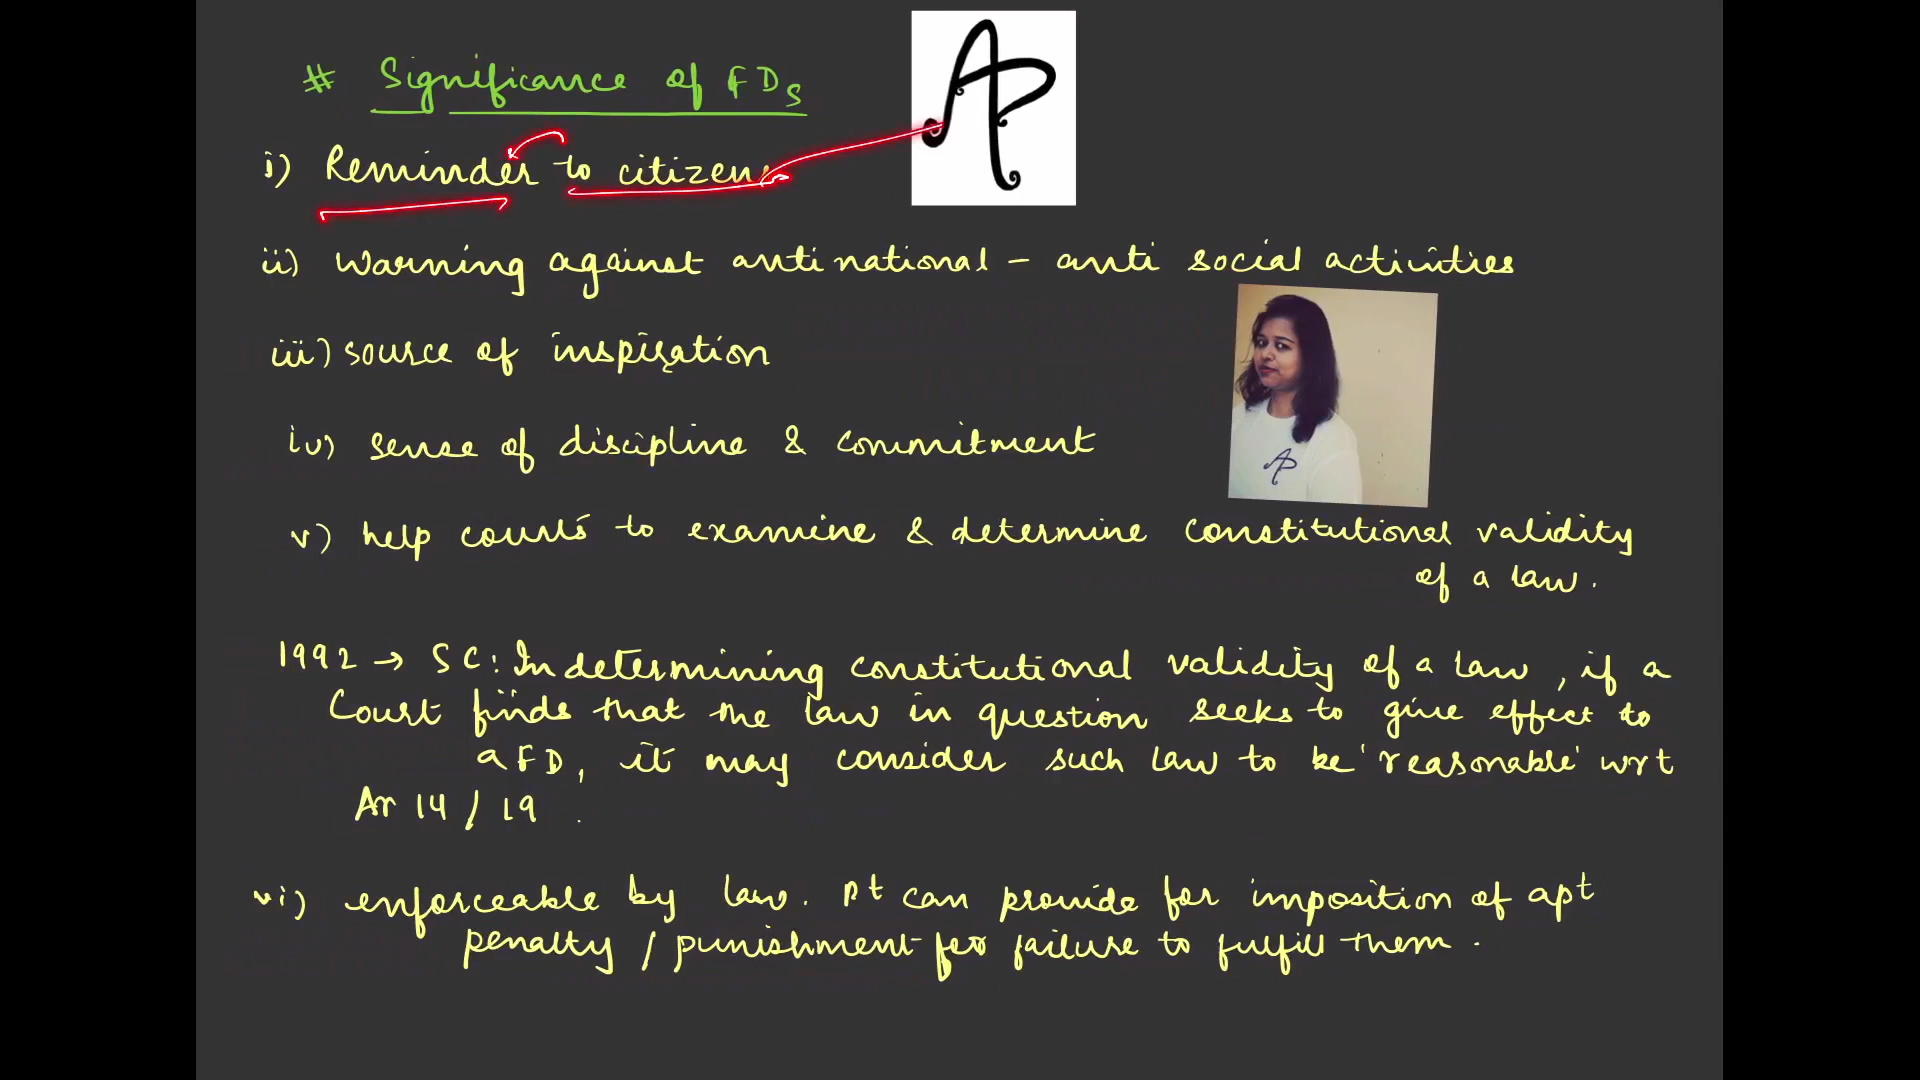 # Significance of FDs
AP
i) Reminder to citizens
ii) Warning against antinational - anti social activities
iii) source of inspiration
iv) sense of discipline & commitment
AP
v) help courts to examine & determine constitutional validity
of a law.
1992 → SC: In determining constitutional validity of a law, if a
Court finds that the law in question seeks to give effect to
a FD, it may consider such law to be 'reasonable' wrt
Ar 14 / 19
vi) enforceable by law. Pt can provide for imposition of apt
penalty / punishment for failure to fulfill them.